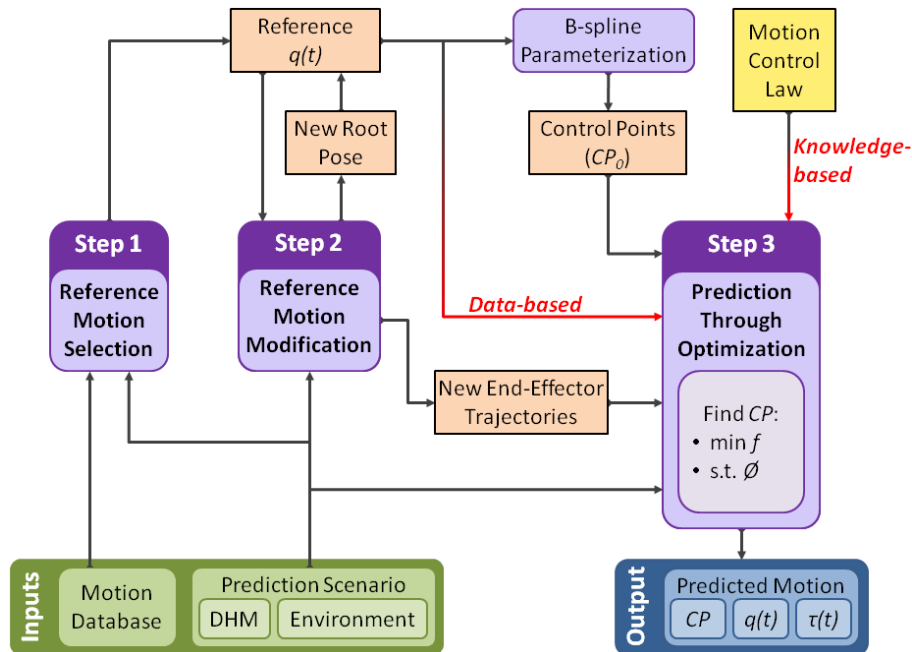 Reference
q(t)
B-spline
Parameterization
Motion
Control
Law
New Root
Pose
Control Points
(CP₀)
Knowledge-
based
Step 1
Reference
Motion
Selection
Step 2
Reference
Motion
Modification
Data-based
Step 3
Prediction
Through
Optimization
New End-Effector
Trajectories
Find CP:
• min f
• s.t. Ø
Inputs
Motion
Database
Prediction Scenario
DHM
Environment
Output
Predicted Motion
CP
q(t)
τ(t)